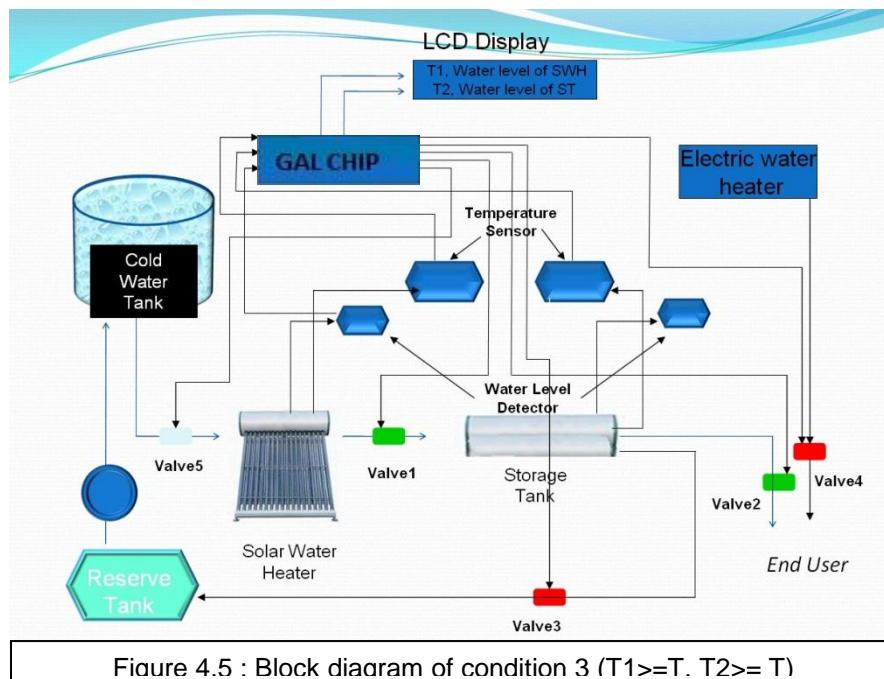 LCD Display
T1, Water level of SWH
T2, Water level of ST
GAL CHIP
Electric water
heater
Temperature
Sensor
Cold
Water
Tank
Water Level
Detector
Valve5
Valve1
Storage
Tank
Valve2
Valve4
Solar Water
Heater
End User
Reserve
Tank
Valve3
Figure 4.5 : Block diagram of condition 3 (T1>=T, T2>= T)